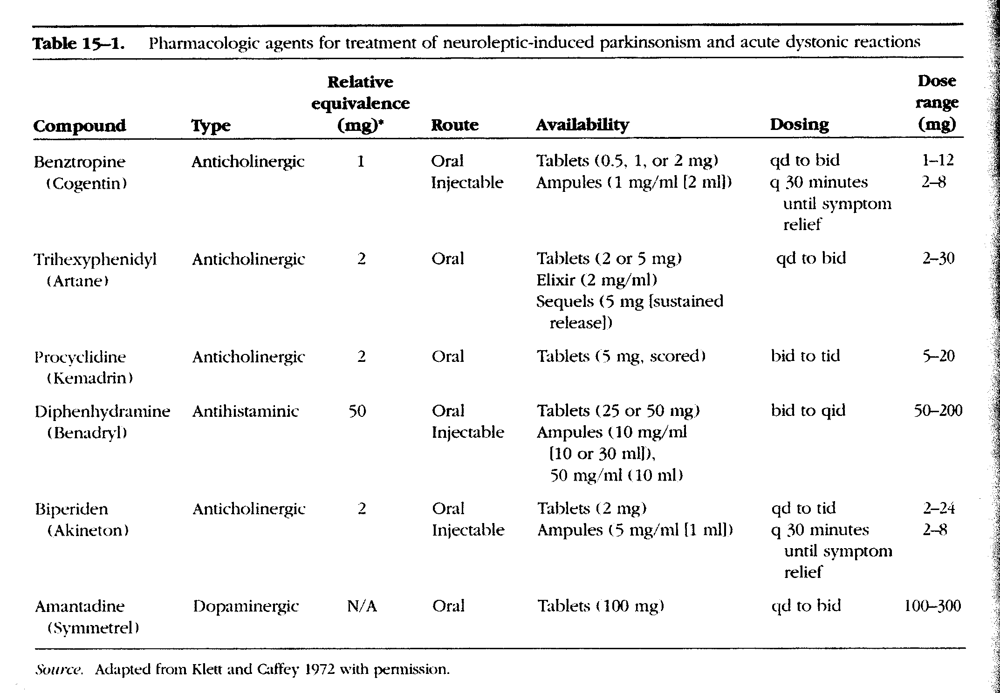 Table 15–1. Pharmacologic agents for treatment of neuroleptic-induced parkinsonism and acute dystonic reactions
Relative Dose
equivalence range
Compound Type (mg)* Route Availability Dosing (mg)
Benztropine Anticholinergic 1 Oral Tablets (0.5, 1, or 2 mg) qd to bid 1–12
(Cogentin) Injectable Ampules (1 mg/ml [2 ml]) q 30 minutes 2–8
until symptom
relief
Trihexyphenidyl Anticholinergic 2 Oral Tablets (2 or 5 mg) qd to bid 2–30
(Artane) Elixir (2 mg/ml)
Sequels (5 mg [sustained
release])
Procyclidine Anticholinergic 2 Oral Tablets (5 mg, scored) bid to tid 5–20
(Kemadrin)
Diphenhydramine Antihistaminic 50 Oral Tablets (25 or 50 mg) bid to qid 50–200
(Benadryl) Injectable Ampules (10 mg/ml
[10 or 30 ml]),
50 mg/ml (10 ml)
Biperiden Anticholinergic 2 Oral Tablets (2 mg) qd to tid 2–24
(Akineton) Injectable Ampules (5 mg/ml [1 ml]) q 30 minutes 2–8
until symptom
relief
Amantadine Dopaminergic N/A Oral Tablets (100 mg) qd to bid 100–300
(Symmetrel)
Source. Adapted from Klett and Caffey 1972 with permission.